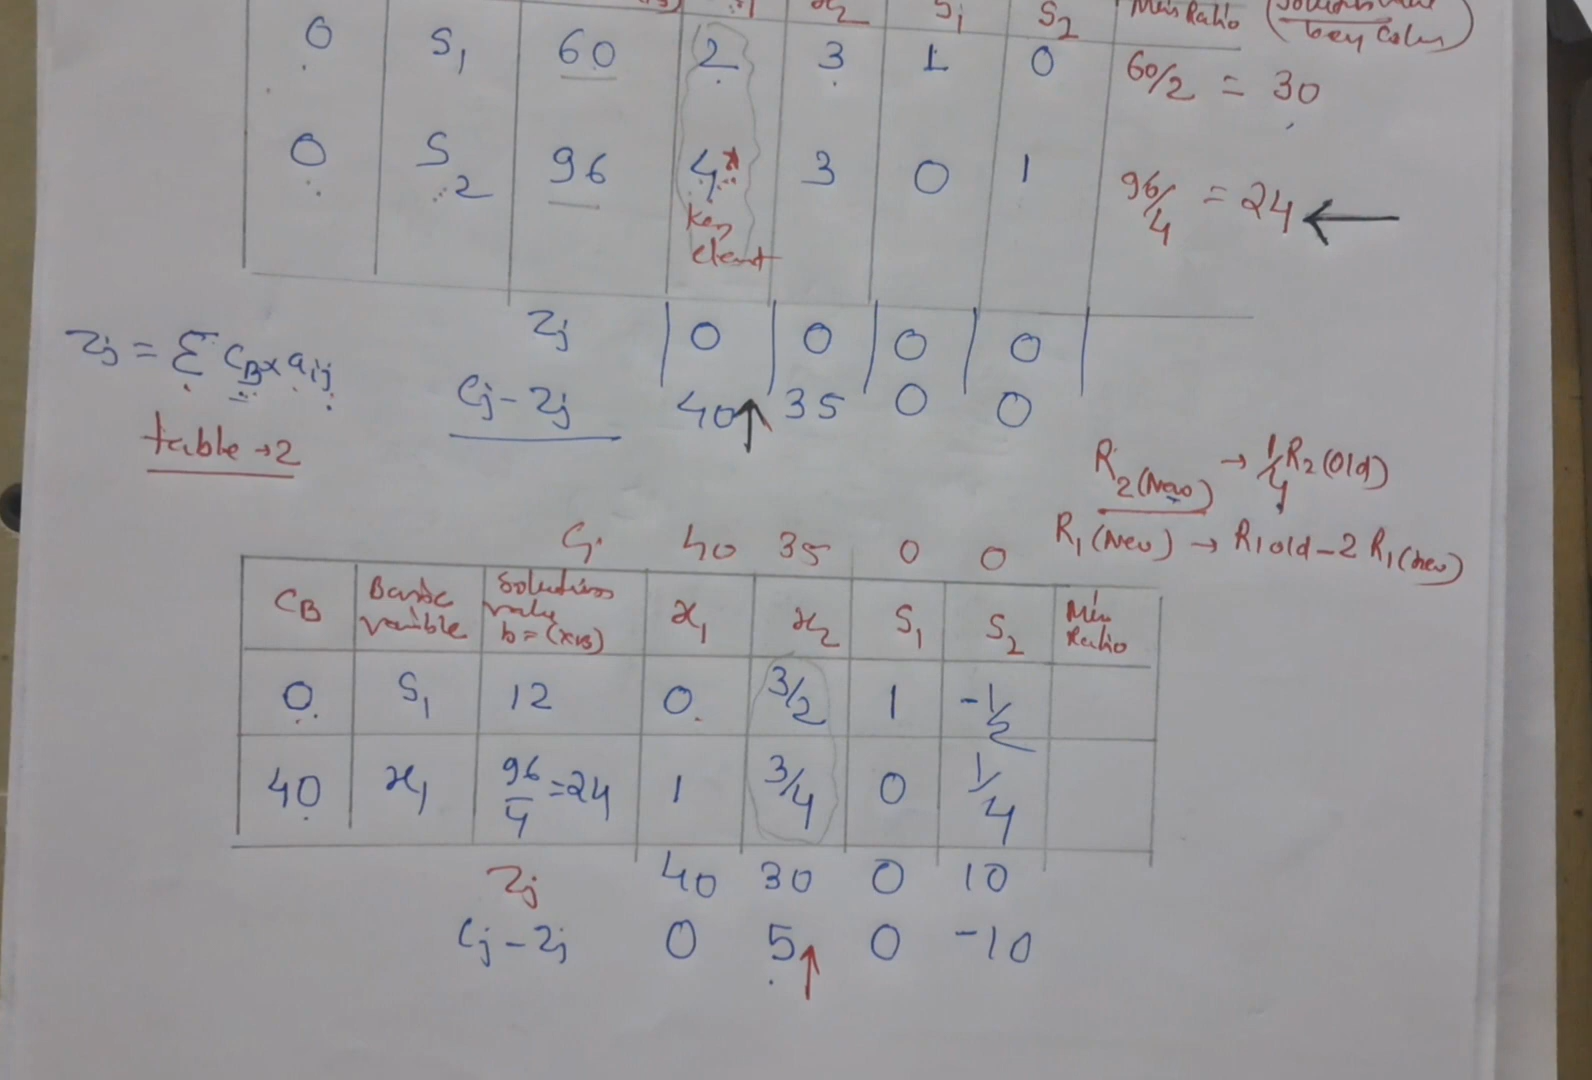 x2 S1 S2 Min Ratio
0 S1 60 2 3 1 0 60/2 = 30
0 S2 96 4* 3 0 1 96/4 = 24 ←
Key
elemt
Zj 0 0 0 0
Zj = Σ CB x aij
Cj - Zj 40 ↑ 35 0 0
table → 2
R2(New) → 1/4 R2(Old)
R1(New) → R1 old - 2 R1(new)
Cj 40 35 0 0
CB Basic variable Solution value b = (xB) x1 x2 S1 S2 Min Ratio
0 S1 12 0 3/2 1 -1/2
40 x1 96/4 = 24 1 3/4 0 1/4
Zj 40 30 0 10
Cj - Zj 0 5 ↑ 0 -10